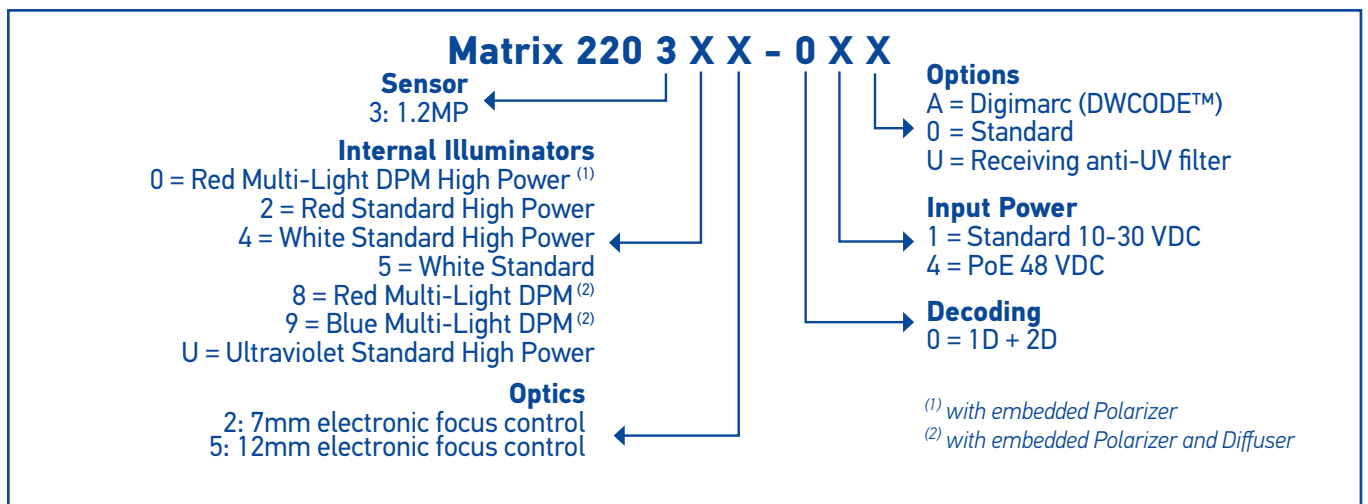 Matrix 220 3 X X - 0 X X
Sensor
3: 1.2MP
Internal Illuminators
0 = Red Multi-Light DPM High Power (1)
2 = Red Standard High Power
4 = White Standard High Power
5 = White Standard
8 = Red Multi-Light DPM (2)
9 = Blue Multi-Light DPM (2)
U = Ultraviolet Standard High Power
Optics
2: 7mm electronic focus control
5: 12mm electronic focus control
Options
A = Digimarc (DWCODE™)
0 = Standard
U = Receiving anti-UV filter
Input Power
1 = Standard 10-30 VDC
4 = PoE 48 VDC
Decoding
0 = 1D + 2D
(1) with embedded Polarizer
(2) with embedded Polarizer and Diffuser